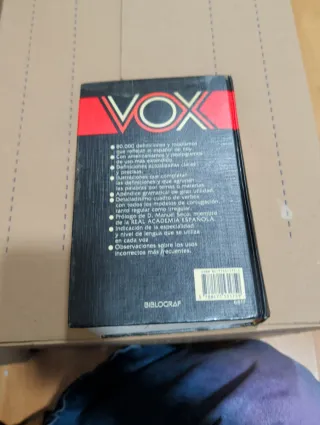 VOX
● 80.000 definiciones y
que reflejan el español de hoy.
● Con americanismos y neologismos
de uso más extendido.
● Definiciones actualizadas claras
y precisas.
● Ilustraciones que completan
las definiciones y que agrupan
las palabras por temas o materias.
● Apéndice gramatical de gran utilidad.
● Detalladísimo cuadro de verbos
con todos los modelos de conjugación
tanto regular como irregular.
● Prólogo de D. Manuel Seco, miembro
de la REAL ACADEMIA ESPAÑOLA
● Indicación de la especialidad
y nivel de lengua que se utiliza
en cada voz
● Observaciones sobre los usos
incorrectos más frecuentes.
BIBLOGRAF